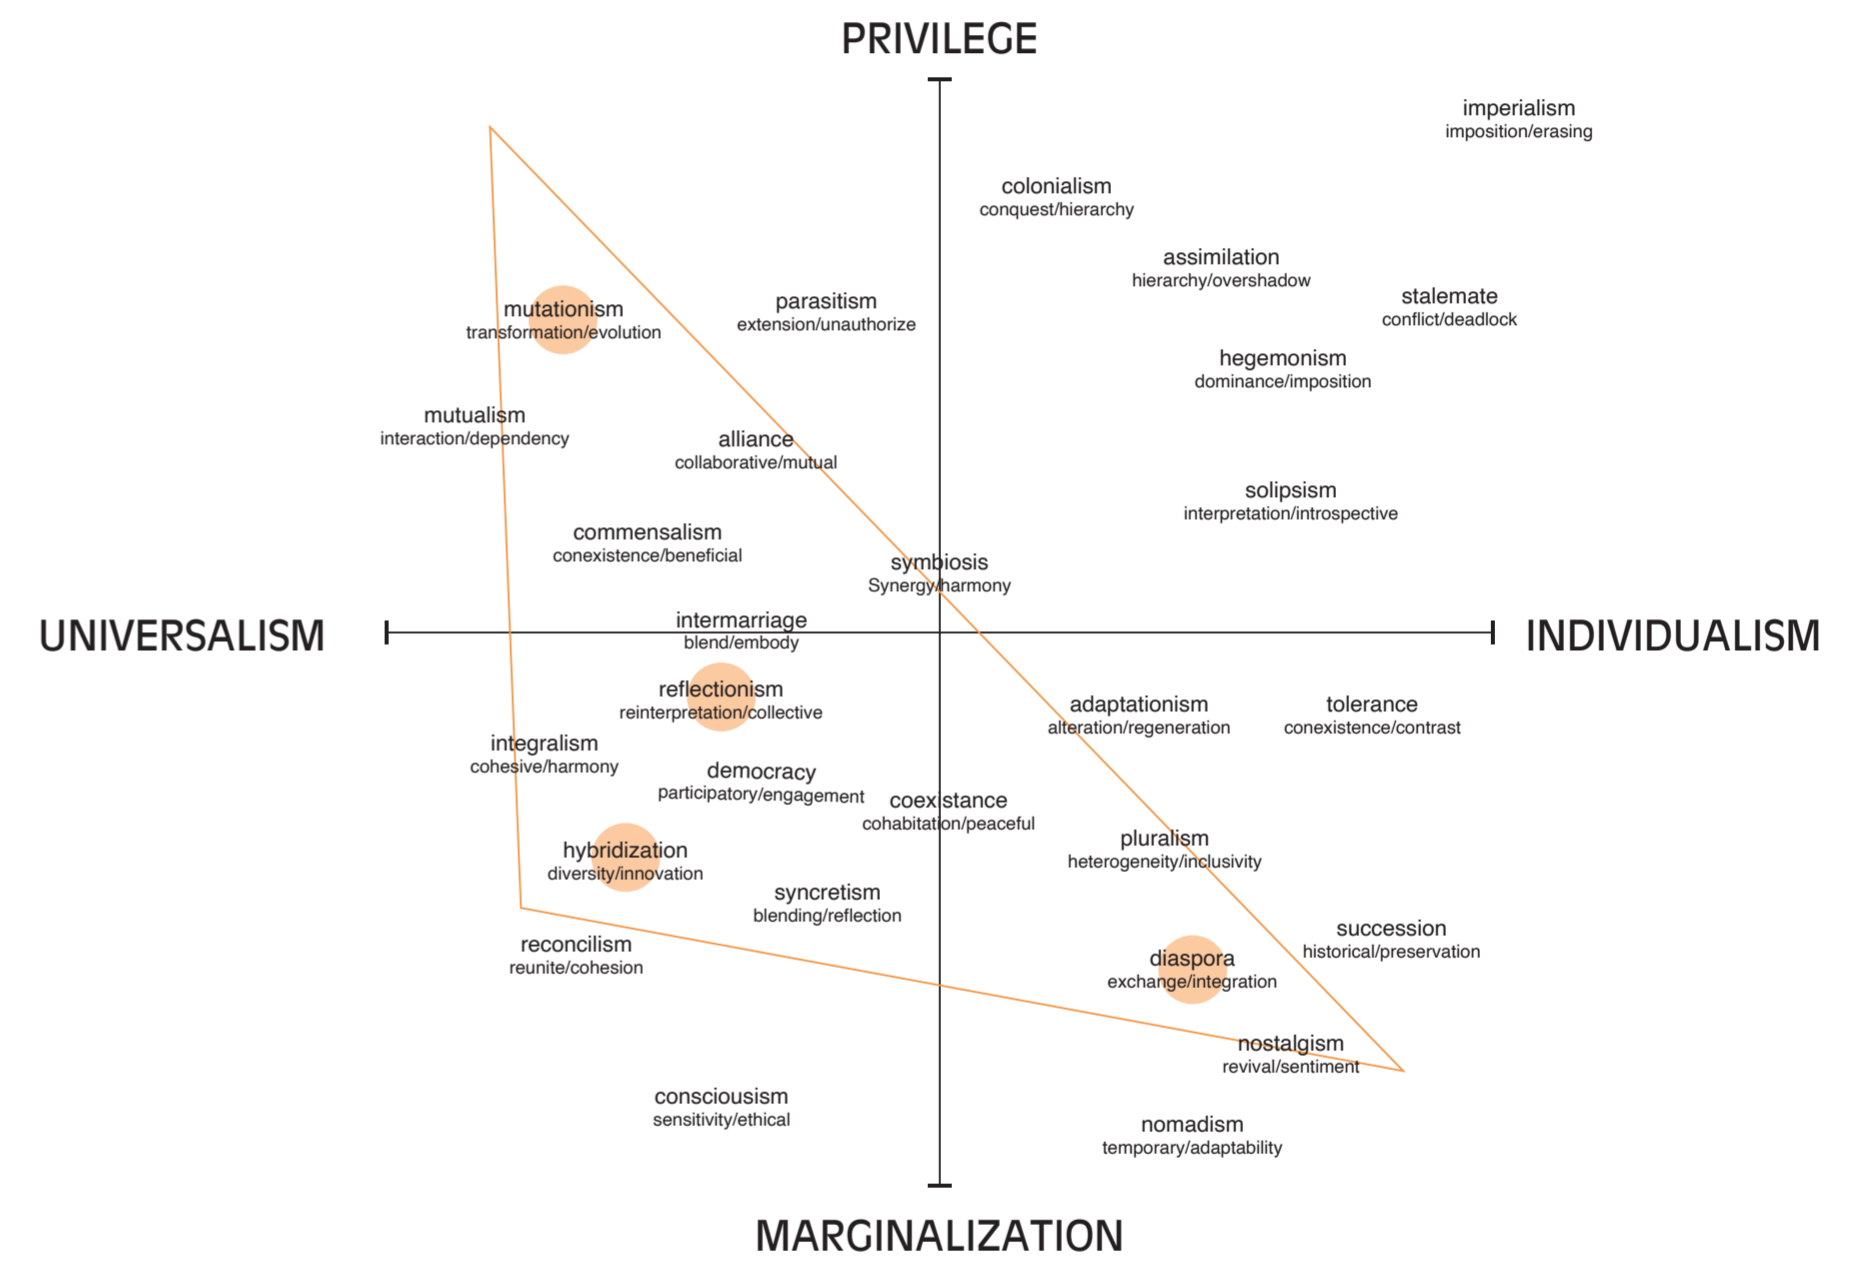 PRIVILEGE
imperialism
imposition/erasing
colonialism
conquest/hierarchy
assimilation
hierarchy/overshadow
stalemate
conflict/deadlock
mutationism
transformation/evolution
parasitism
extension/unauthorize
hegemonism
dominance/imposition
mutualism
interaction/dependency
alliance
collaborative/mutual
solipsism
interpretation/introspective
commensalism
conexistence/beneficial
symbiosis
Synergy/harmony
UNIVERSALISM
intermarriage
blend/embody
INDIVIDUALISM
reflectionism
reinterpretation/collective
adaptationism
alteration/regeneration
tolerance
conexistence/contrast
integralism
cohesive/harmony
democracy
participatory/engagement
coexistance
cohabitation/peaceful
hybridization
diversity/innovation
pluralism
heterogeneity/inclusivity
syncretism
blending/reflection
reconcilism
reunite/cohesion
succession
historical/preservation
diaspora
exchange/integration
nostalgism
revival/sentiment
consciousism
sensitivity/ethical
nomadism
temporary/adaptability
MARGINALIZATION